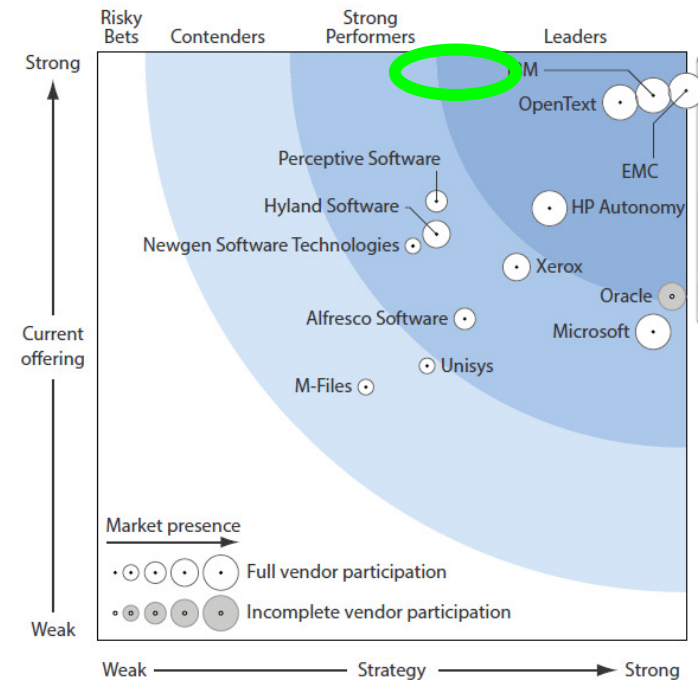 Risky
Bets
Contenders
Strong
Performers
Leaders
Strong
M
OpenText
EMC
Perceptive Software
Hyland Software
HP Autonomy
Newgen Software Technologies
Xerox
Oracle
Alfresco Software
Microsoft
Current
offering
Unisys
M-Files
Market presence
Full vendor participation
Incomplete vendor participation
Weak
Weak
Strategy
Strong